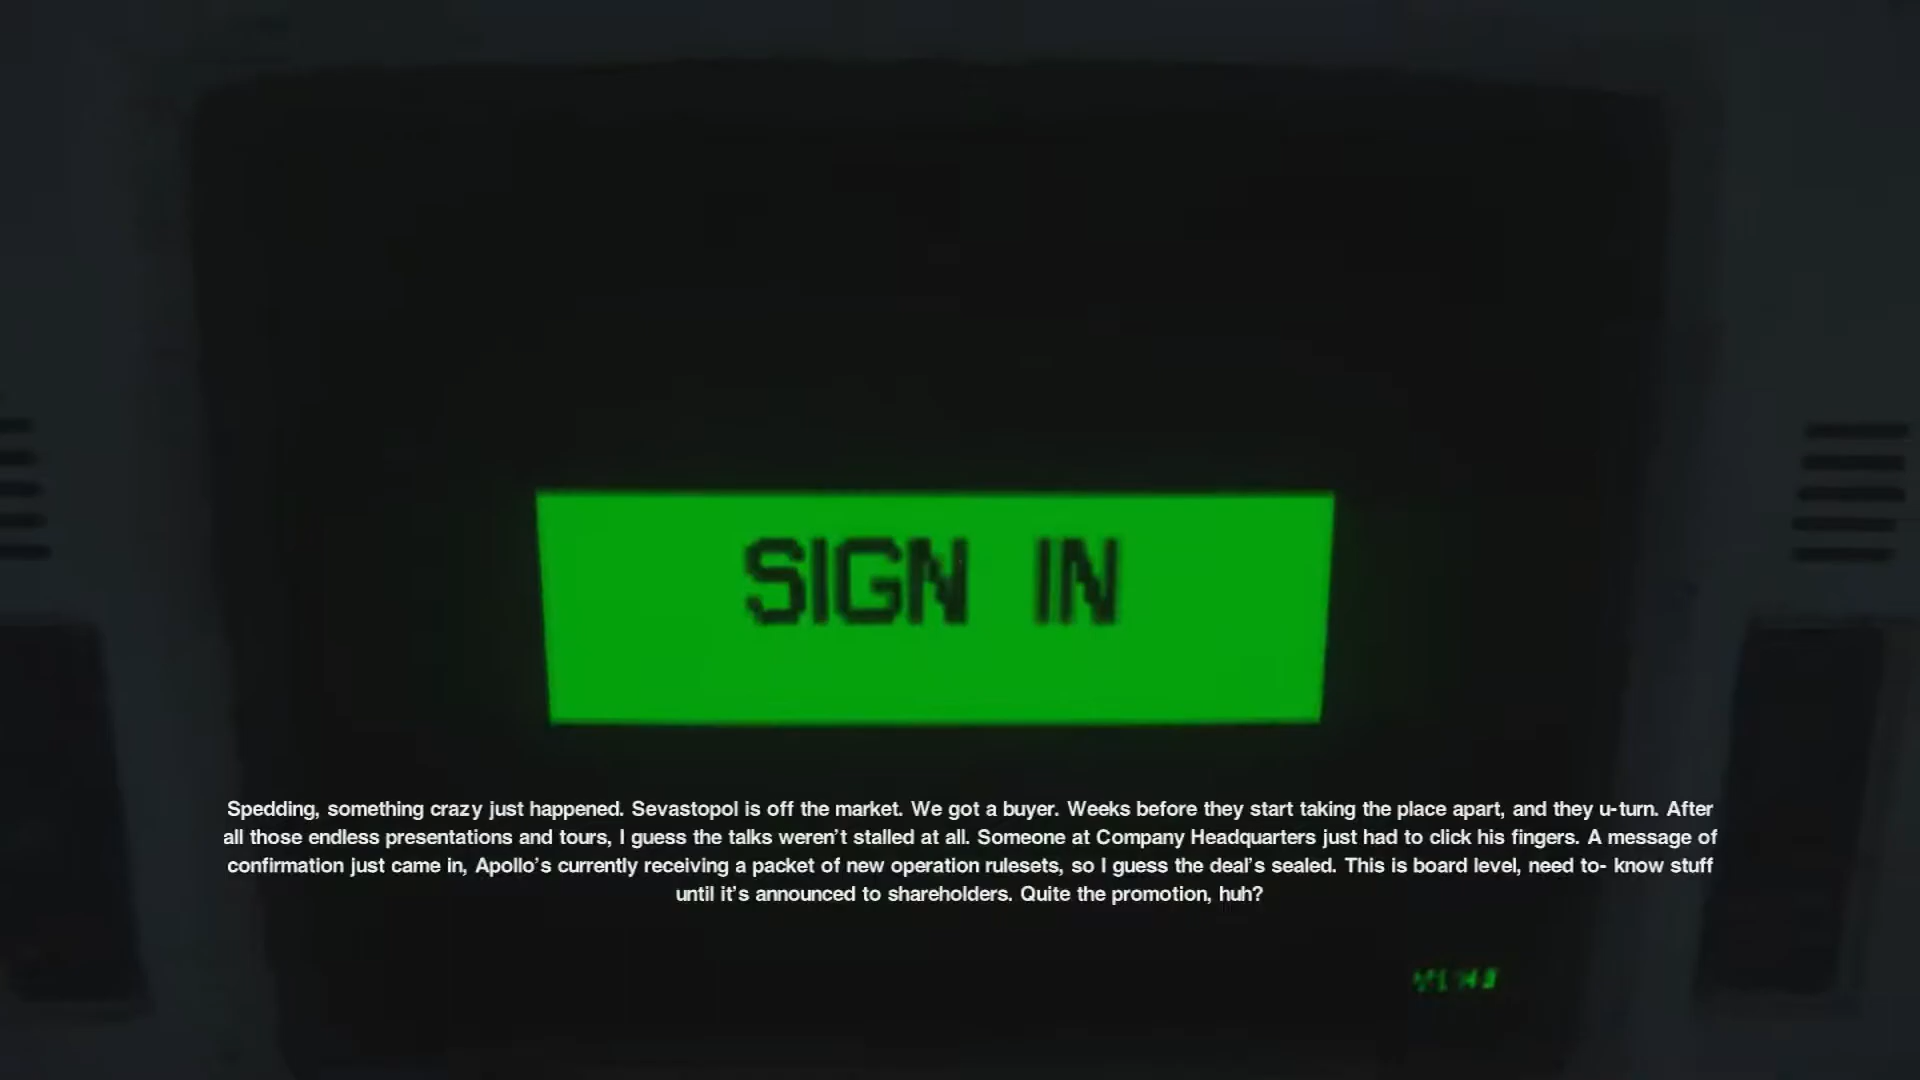 SIGN IN
Spedding, something crazy just happened. Sevastopol is off the market. We got a buyer. Weeks before they start taking the place apart, and they u-turn. After
all those endless presentations and tours, I guess the talks weren't stalled at all. Someone at Company Headquarters just had to click his fingers. A message of
confirmation just came in, Apollo's currently receiving a packet of new operation rulesets, so I guess the deal's sealed. This is board level, need to- know stuff
until it's announced to shareholders. Quite the promotion, huh?